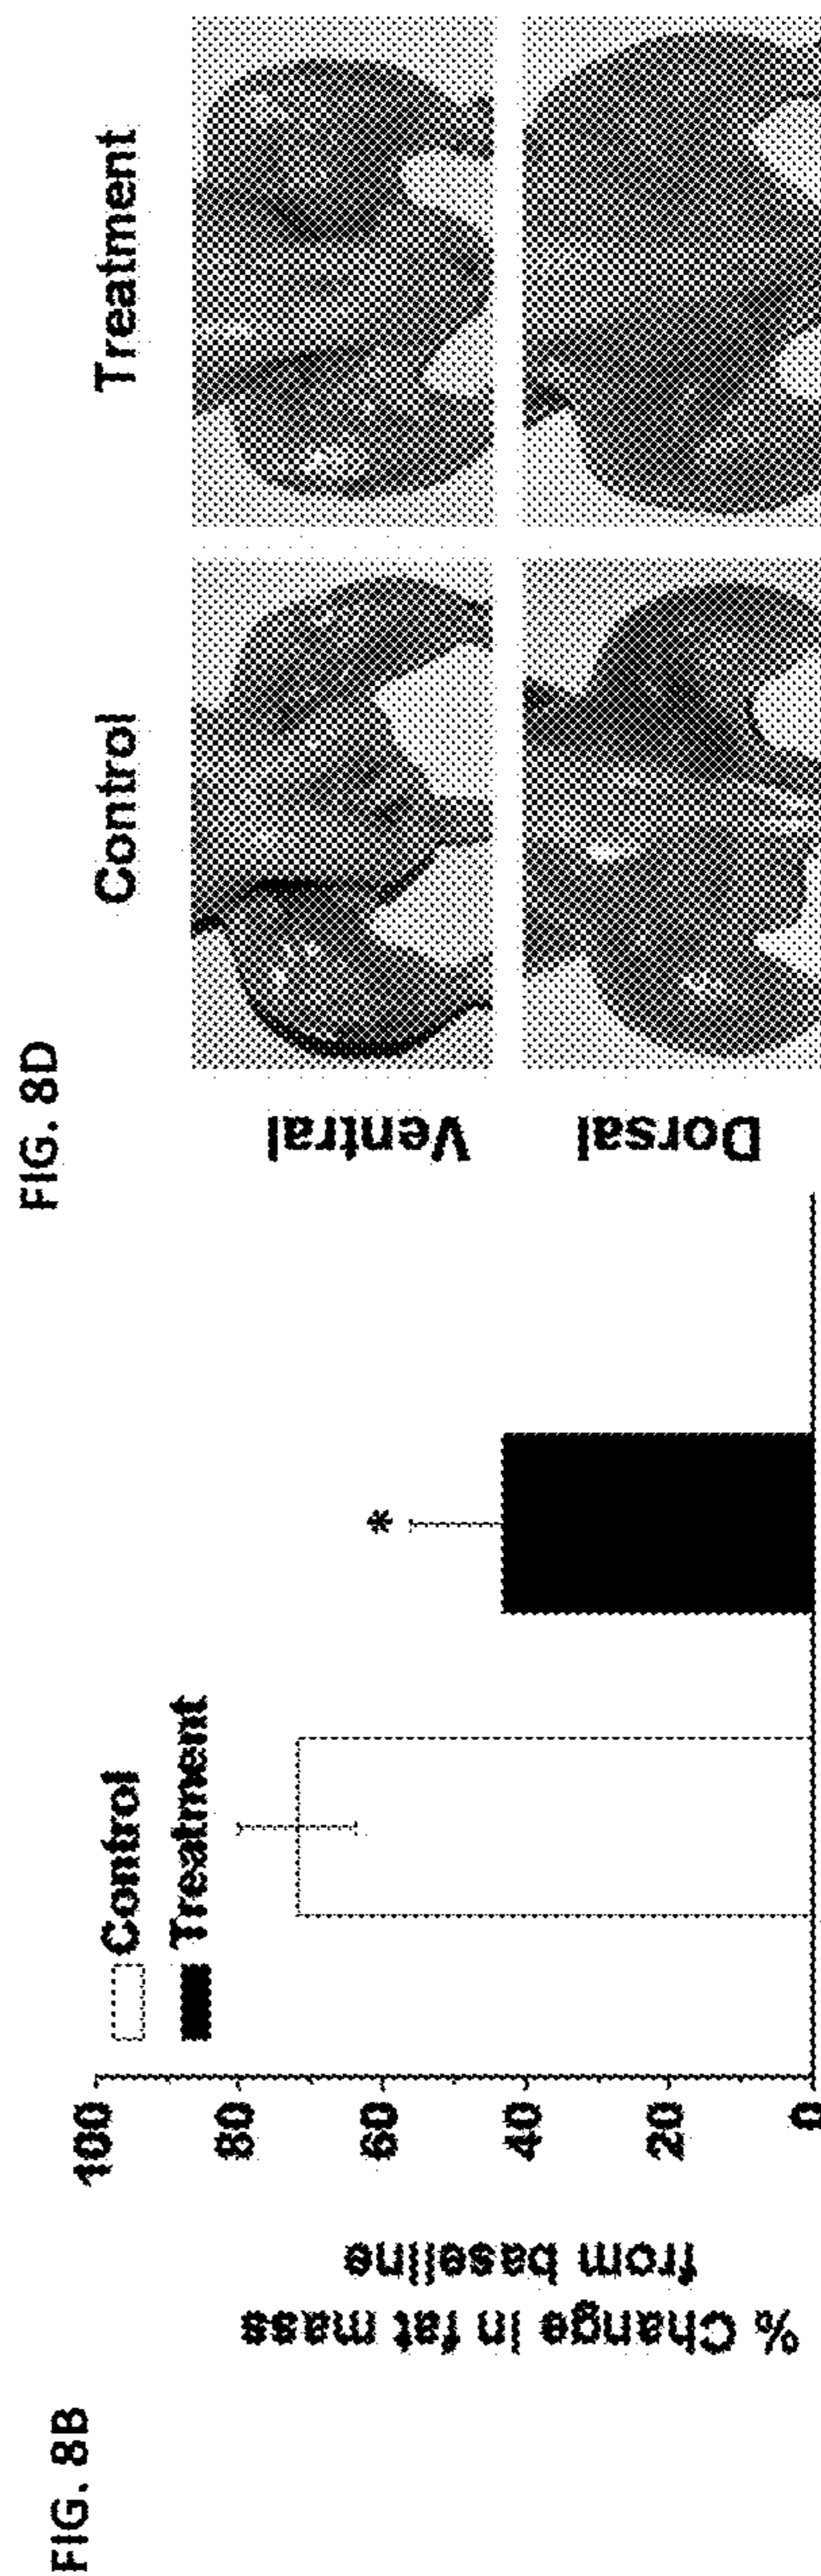 FIG. 8B
% Change in fat mass
from baseline
100
80
60
40
20
0
Control
Treatment
*
FIG. 8D
Control
Treatment
Ventral
Dorsal